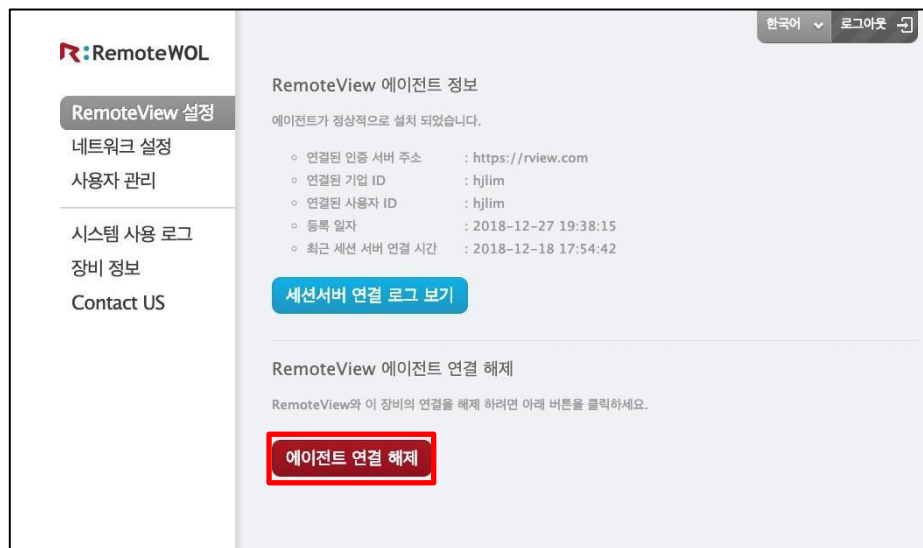 한국어
로그아웃
R:RemoteWOL
RemoteView 설정
네트워크 설정
사용자 관리
시스템 사용 로그
장비 정보
Contact US
RemoteView 에이전트 정보
에이전트가 정상적으로 설치 되었습니다.
연결된 인증 서버 주소 : https://rview.com
연결된 기업 ID : hjlim
연결된 사용자 ID : hjlim
등록 일자 : 2018-12-27 19:38:15
최근 세션 서버 연결 시간 : 2018-12-18 17:54:42
세션서버 연결 로그 보기
RemoteView 에이전트 연결 해제
RemoteView와 이 장비의 연결을 해제 하려면 아래 버튼을 클릭하세요.
에이전트 연결 해제